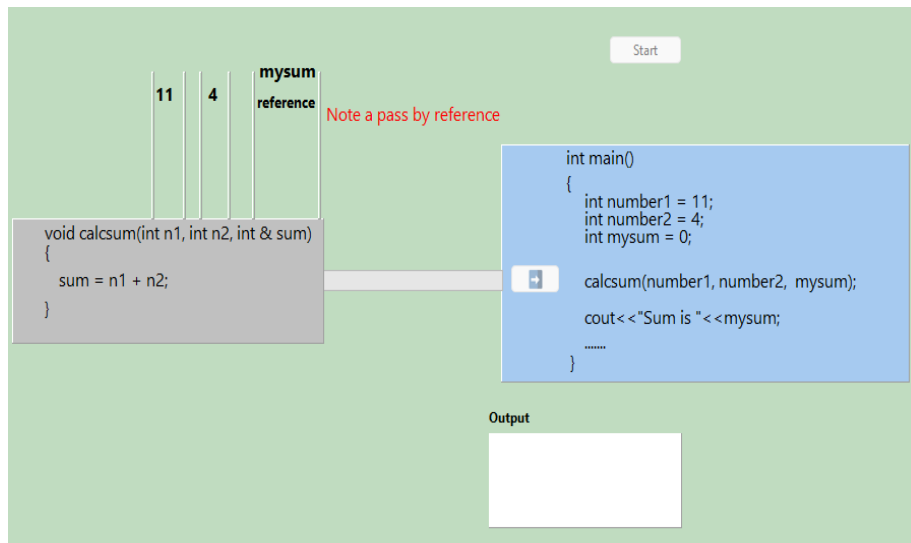 Start
mysum
11 4 reference
Note a pass by reference
int main()
{
int number1 = 11;
int number2 = 4;
int mysum = 0;
calcsum(number1, number2, mysum);
cout<<"Sum is "<<mysum;
.......
}
void calcsum(int n1, int n2, int & sum)
{
sum = n1 + n2;
}
Output